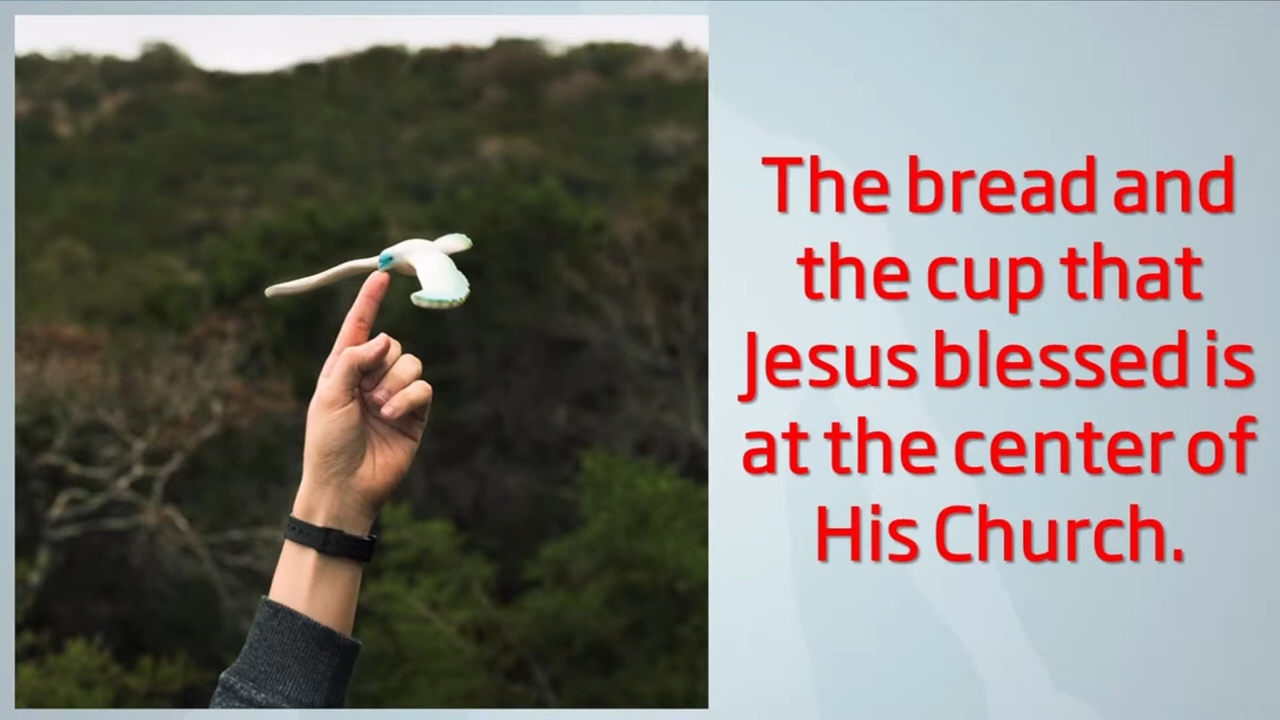 The bread and
the cup that
Jesus blessed is
at the center of
His Church.